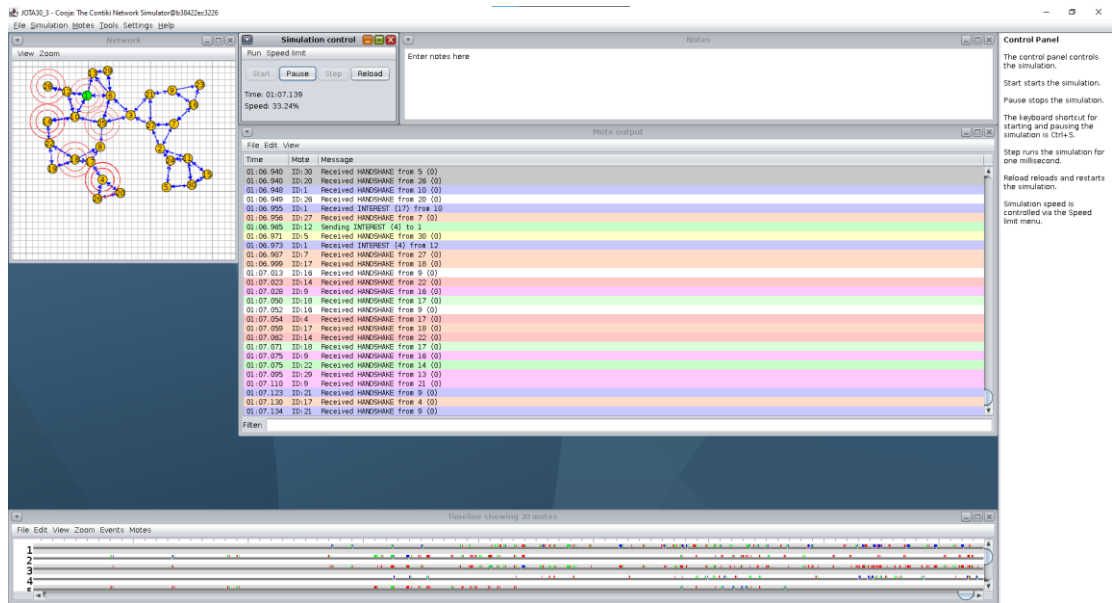 JOTA30_3 - Cooja: The Contiki Network Simulator@b38422ec3226
File Simulation Motes Tools Settings Help
Network
View Zoom
Simulation control
Run Speed limit
Start Pause Step Reload
Time: 01:07.139
Speed: 33.24%
Notes
Enter notes here
Mote output
File Edit View
Time Mote Message
01:06.940 ID:30 Received HANDSHAKE from 5 (0)
01:06.940 ID:20 Received HANDSHAKE from 26 (0)
01:06.948 ID:1 Received HANDSHAKE from 10 (0)
01:06.949 ID:26 Received HANDSHAKE from 20 (0)
01:06.955 ID:1 Received INTEREST (17) from 10
01:06.956 ID:27 Received HANDSHAKE from 7 (0)
01:06.965 ID:12 Sending INTEREST (4) to 1
01:06.971 ID:5 Received HANDSHAKE from 30 (0)
01:06.973 ID:1 Received INTEREST (4) from 12
01:06.987 ID:7 Received HANDSHAKE from 27 (0)
01:06.999 ID:17 Received HANDSHAKE from 18 (0)
01:07.013 ID:16 Received HANDSHAKE from 9 (0)
01:07.023 ID:14 Received HANDSHAKE from 22 (0)
01:07.028 ID:9 Received HANDSHAKE from 16 (0)
01:07.050 ID:18 Received HANDSHAKE from 17 (0)
01:07.052 ID:16 Received HANDSHAKE from 9 (0)
01:07.054 ID:4 Received HANDSHAKE from 17 (0)
01:07.059 ID:17 Received HANDSHAKE from 18 (0)
01:07.062 ID:14 Received HANDSHAKE from 22 (0)
01:07.071 ID:18 Received HANDSHAKE from 17 (0)
01:07.075 ID:9 Received HANDSHAKE from 16 (0)
01:07.075 ID:22 Received HANDSHAKE from 14 (0)
01:07.095 ID:29 Received HANDSHAKE from 13 (0)
01:07.110 ID:9 Received HANDSHAKE from 21 (0)
01:07.123 ID:21 Received HANDSHAKE from 9 (0)
01:07.130 ID:17 Received HANDSHAKE from 4 (0)
01:07.134 ID:21 Received HANDSHAKE from 9 (0)
Filter:
Control Panel
The control panel controls
the simulation.
Start starts the simulation.
Pause stops the simulation.
The keyboard shortcut for
starting and pausing the
simulation is Ctrl+S.
Step runs the simulation for
one millisecond.
Reload reloads and restarts
the simulation.
Simulation speed is
controlled via the Speed
limit menu.
Timeline showing 30 motes
File Edit View Zoom Events Motes
1
2
3
4